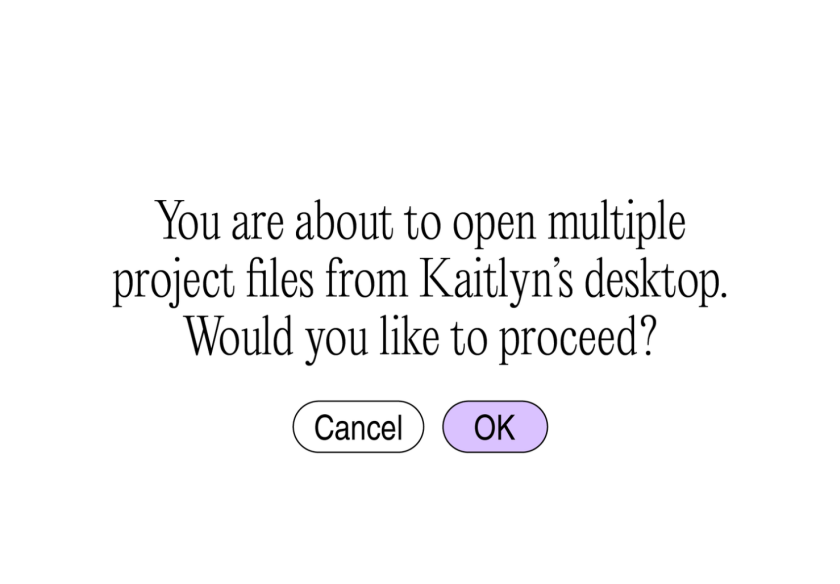 You are about to open multiple
project files from Kaitlyn’s desktop.
Would you like to proceed?
Cancel
OK